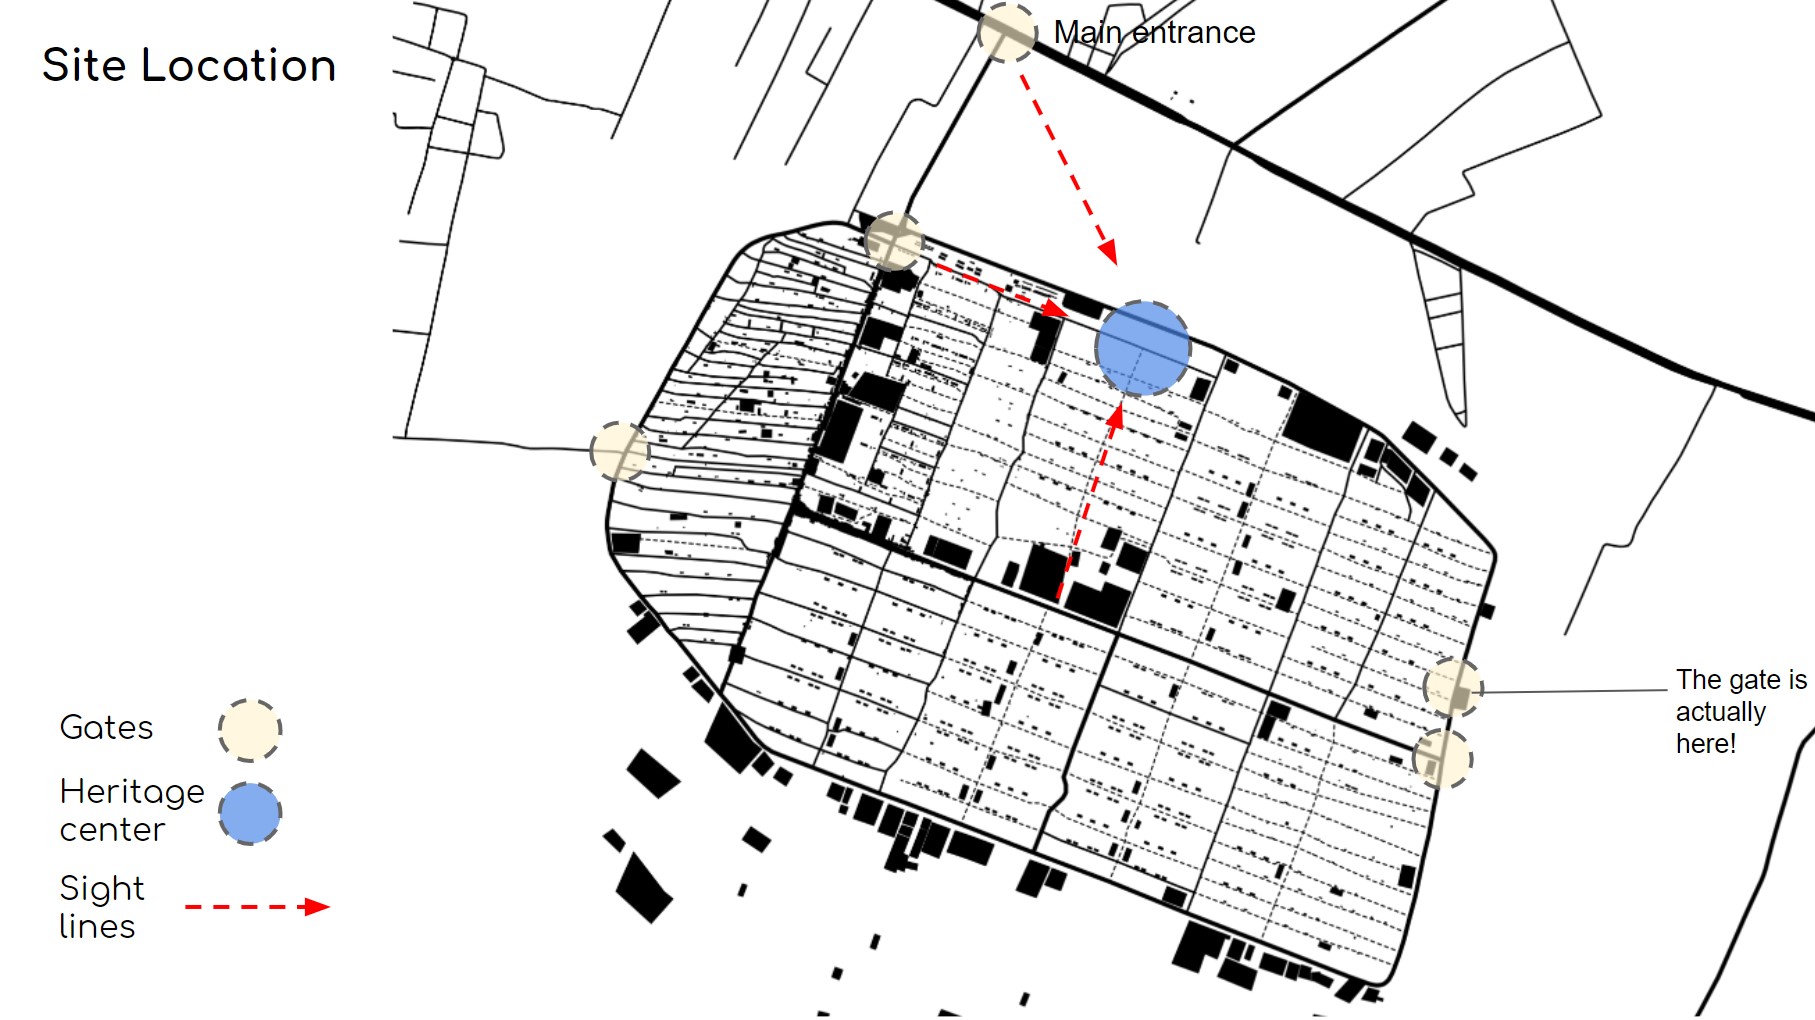 Site Location
Main entrance
The gate is
actually
here!
Gates
Heritage
center
Sight
lines